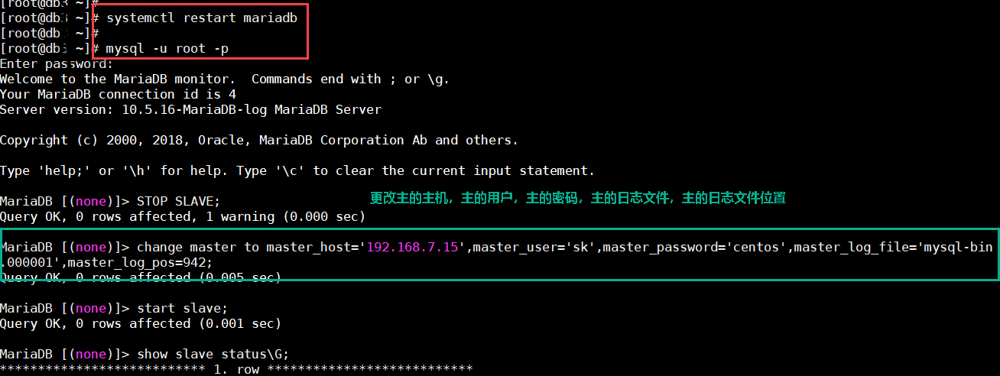 [root@db3 ~]#
[root@db3 ~]# systemctl restart mariadb
[root@db ~]#
[root@db3 ~]# mysql -u root -p
Enter password:
Welcome to the MariaDB monitor.  Commands end with ; or \g.
Your MariaDB connection id is 4
Server version: 10.5.16-MariaDB-log MariaDB Server
Copyright (c) 2000, 2018, Oracle, MariaDB Corporation Ab and others.
Type 'help;' or '\h' for help. Type '\c' to clear the current input statement.
更改主的主机，主的用户，主的密码，主的日志文件，主的日志文件位置
MariaDB [(none)]> STOP SLAVE;
Query OK, 0 rows affected, 1 warning (0.000 sec)
MariaDB [(none)]> change master to master_host='192.168.7.15',master_user='sk',master_password='centos',master_log_file='mysql-bin
.000001',master_log_pos=942;
Query OK, 0 rows affected (0.005 sec)
MariaDB [(none)]> start slave;
Query OK, 0 rows affected (0.001 sec)
MariaDB [(none)]> show slave status\G;
*************************** 1. row ***************************